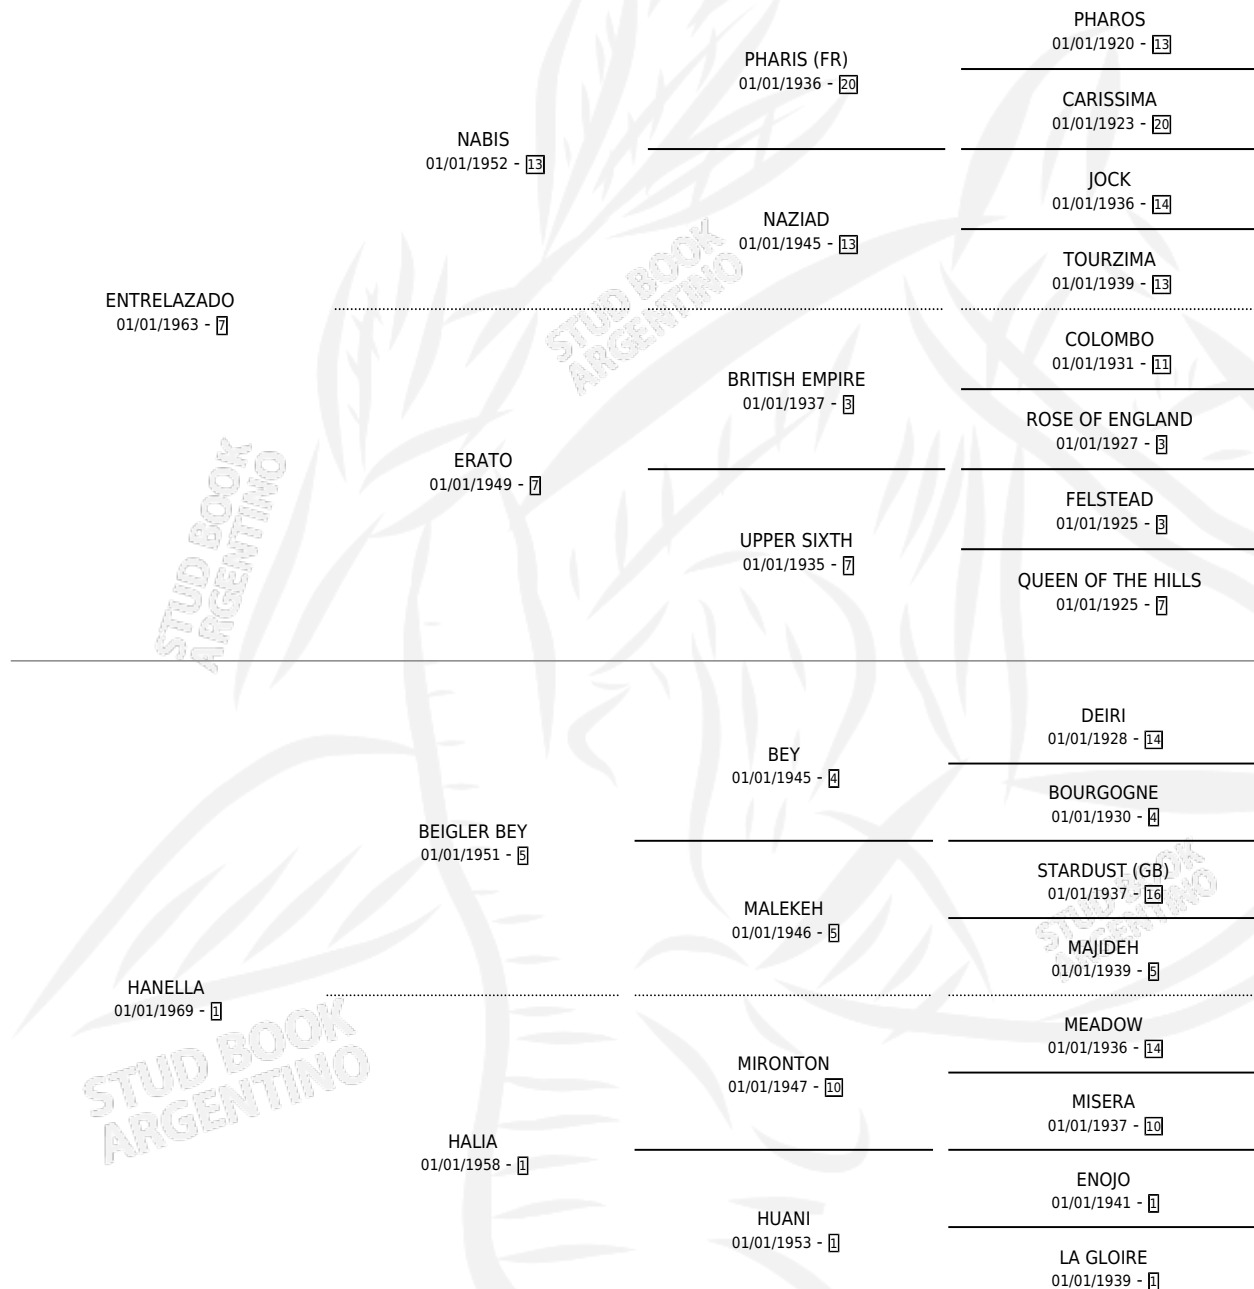 PHAROS
01/01/1920 - 13
PHARIS (FR)
01/01/1936 - 20
CARISSIMA
01/01/1923 - 20
NABIS
01/01/1952 - 13
JOCK
01/01/1936 - 14
NAZIAD
01/01/1945 - 13
TOURZIMA
01/01/1939 - 13
ENTRELAZADO
01/01/1963 - 7
STUD BOOK
ARGENTINO
COLOMBO
01/01/1931 - 11
BRITISH EMPIRE
01/01/1937 - 3
ROSE OF ENGLAND
01/01/1927 - 3
ERATO
01/01/1949 - 7
FELSTEAD
01/01/1925 - 3
UPPER SIXTH
01/01/1935 - 7
QUEEN OF THE HILLS
01/01/1925 - 7
STUD BOOK
ARGENTINO
DEIRI
01/01/1928 - 14
BEY
01/01/1945 - 4
BOURGOGNE
01/01/1930 - 4
BEIGLER BEY
01/01/1951 - 5
STARDUST (GB)
01/01/1937 - 16
MALEKEH
01/01/1946 - 5
MAJIDEH
01/01/1939 - 5
STUD BOOK
ARGENTINO
HANELLA
01/01/1969 - 1
MEADOW
01/01/1936 - 14
MIRONTON
01/01/1947 - 10
MISERA
01/01/1937 - 10
STUD BOOK
ARGENTINO
HALIA
01/01/1958 - 1
ENOJO
01/01/1941 - 1
HUANI
01/01/1953 - 1
LA GLOIRE
01/01/1939 - 1